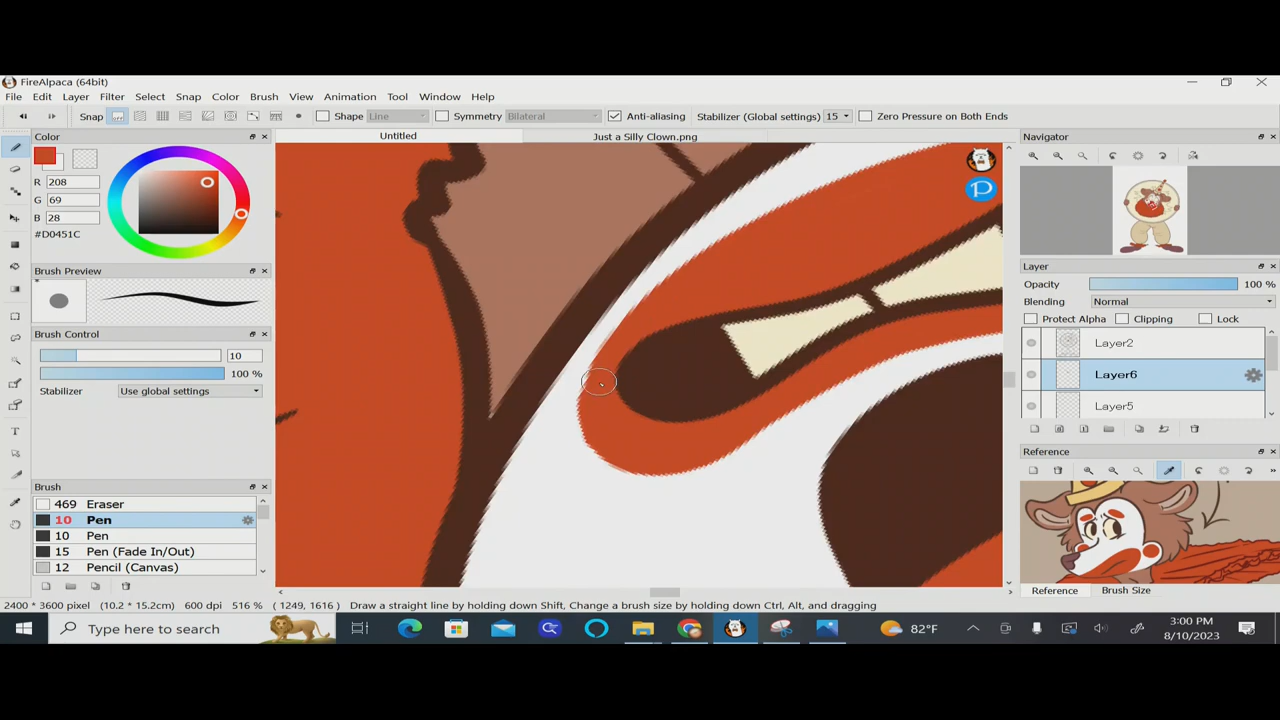 FireAlpaca (64bit)
File Edit Layer Filter Select Snap Color Brush View Animation Tool Window Help
Snap Shape Line Symmetry Bilateral Anti-aliasing Stabilizer (Global settings) 15 Zero Pressure on Both Ends
Color
Untitled
Just a Silly Clown.png
Navigator
R 208
G 69
B 28
#D0451C
Brush Preview
Brush Control
10
100 %
Stabilizer Use global settings
Brush
469 Eraser
10 Pen
10 Pen
15 Pen (Fade In/Out)
12 Pencil (Canvas)
Layer
Opacity 100 %
Blending Normal
Protect Alpha Clipping Lock
Layer2
Layer6
Layer5
Reference
Reference Brush Size
2400 * 3600 pixel (10.2 * 15.2cm) 600 dpi 516 % ( 1249, 1616 ) Draw a straight line by holding down Shift, Change a brush size by holding down Ctrl, Alt, and dragging
Type here to search
82°F
3:00 PM
8/10/2023